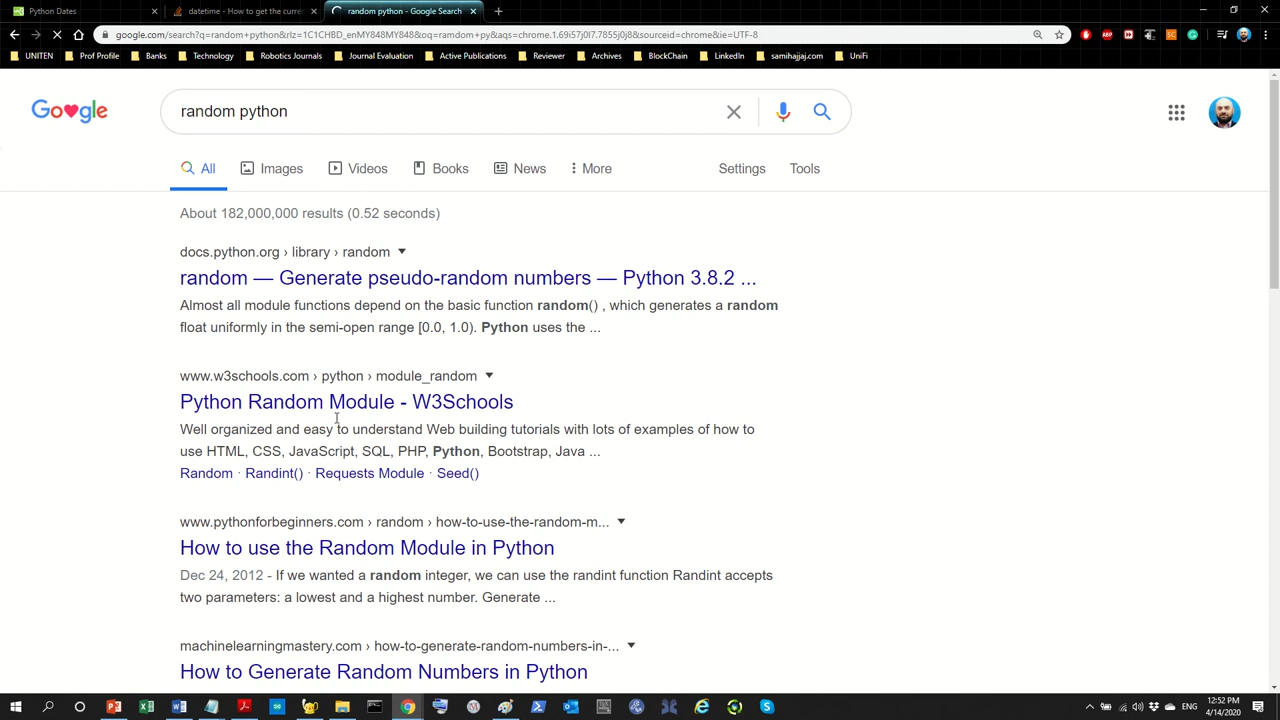 Python Dates
datetime - How to get the curre
random python - Google Search
google.com/search?q=random+python&rlz=1C1CHBD_enMY848MY848&oq=ramdom+py&aqs=chrome.1.69i57j0l7.7855j0j8&sourceid=chrome&ie=UTF-8
UNITEN
Prof Profile
Banks
Technology
Robotics Journals
Journal Evaluation
Active Publications
Reviewer
Archives
BlockChain
LinkedIn
samihajjaj.com
UniFi
Google
random python
All
Images
Videos
Books
News
More
Settings
Tools
About 182,000,000 results (0.52 seconds)
docs.python.org › library › random
random — Generate pseudo-random numbers — Python 3.8.2 ...
Almost all module functions depend on the basic function random() , which generates a random
float uniformly in the semi-open range [0.0, 1.0). Python uses the ...
www.w3schools.com › python › module_random
Python Random Module - W3Schools
Well organized and easy to understand Web building tutorials with lots of examples of how to
use HTML, CSS, JavaScript, SQL, PHP, Python, Bootstrap, Java ...
Random · Randint() · Requests Module · Seed()
www.pythonforbeginners.com › random › how-to-use-the-random-m...
How to use the Random Module in Python
Dec 24, 2012 - If we wanted a random integer, we can use the randint function Randint accepts
two parameters: a lowest and a highest number. Generate ...
machinelearningmastery.com › how-to-generate-random-numbers-in-...
How to Generate Random Numbers in Python
ENG
12:52 PM
4/14/2020